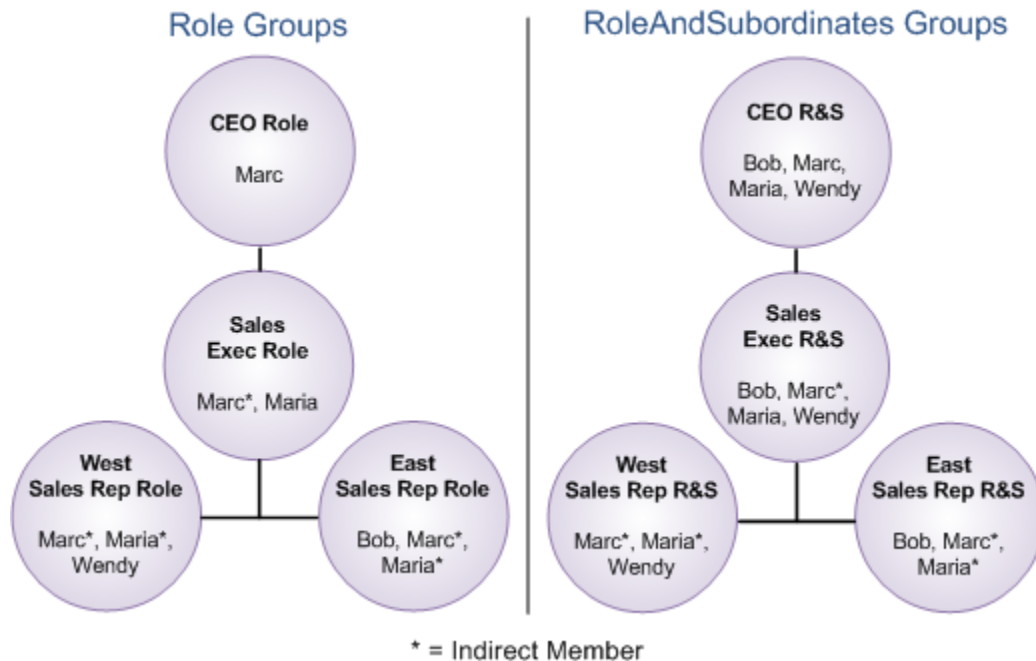 Role Groups
CEO Role
Marc
Sales
Exec Role
Marc*, Maria
West
Sales Rep Role
Marc*, Maria*,
Wendy
East
Sales Rep Role
Bob, Marc*,
Maria*
RoleAndSubordinates Groups
CEO R&S
Bob, Marc,
Maria, Wendy
Sales
Exec R&S
Bob, Marc*,
Maria, Wendy
West
Sales Rep R&S
Marc*, Maria*,
Wendy
East
Sales Rep R&S
Bob, Marc*,
Maria*
* = Indirect Member